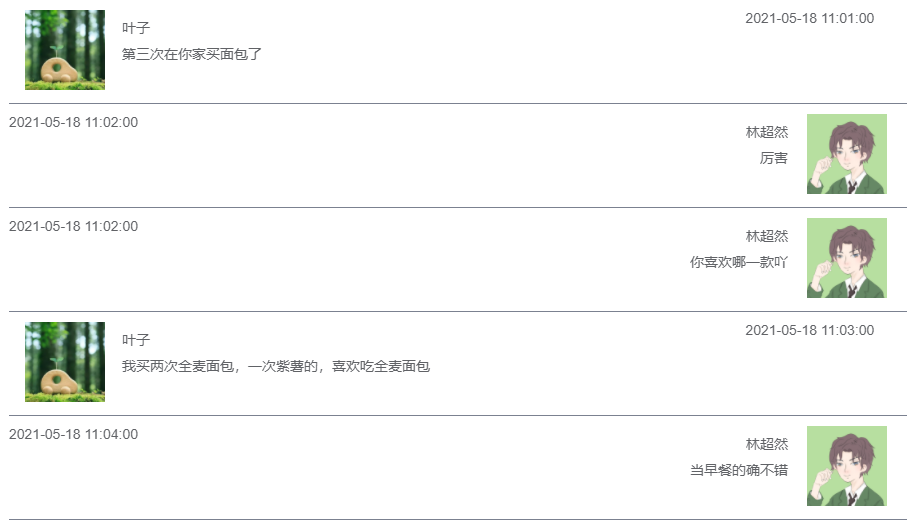 叶子
2021-05-18 11:01:00
第三次在你家买面包了
2021-05-18 11:02:00
林超然
厉害
2021-05-18 11:02:00
林超然
你喜欢哪一款吖
叶子
2021-05-18 11:03:00
我买两次全麦面包，一次紫薯的，喜欢吃全麦面包
2021-05-18 11:04:00
林超然
当早餐的确不错